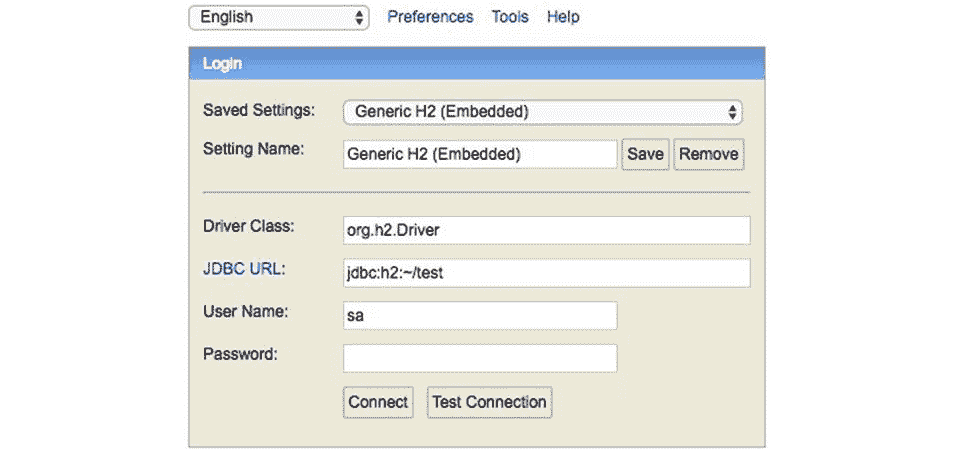 English Preferences Tools Help
Login
Saved Settings: Generic H2 (Embedded)
Setting Name: Generic H2 (Embedded) Save Remove
Driver Class: org.h2.Driver
JDBC URL: jdbc:h2:~/test
User Name: sa
Password:
Connect Test Connection